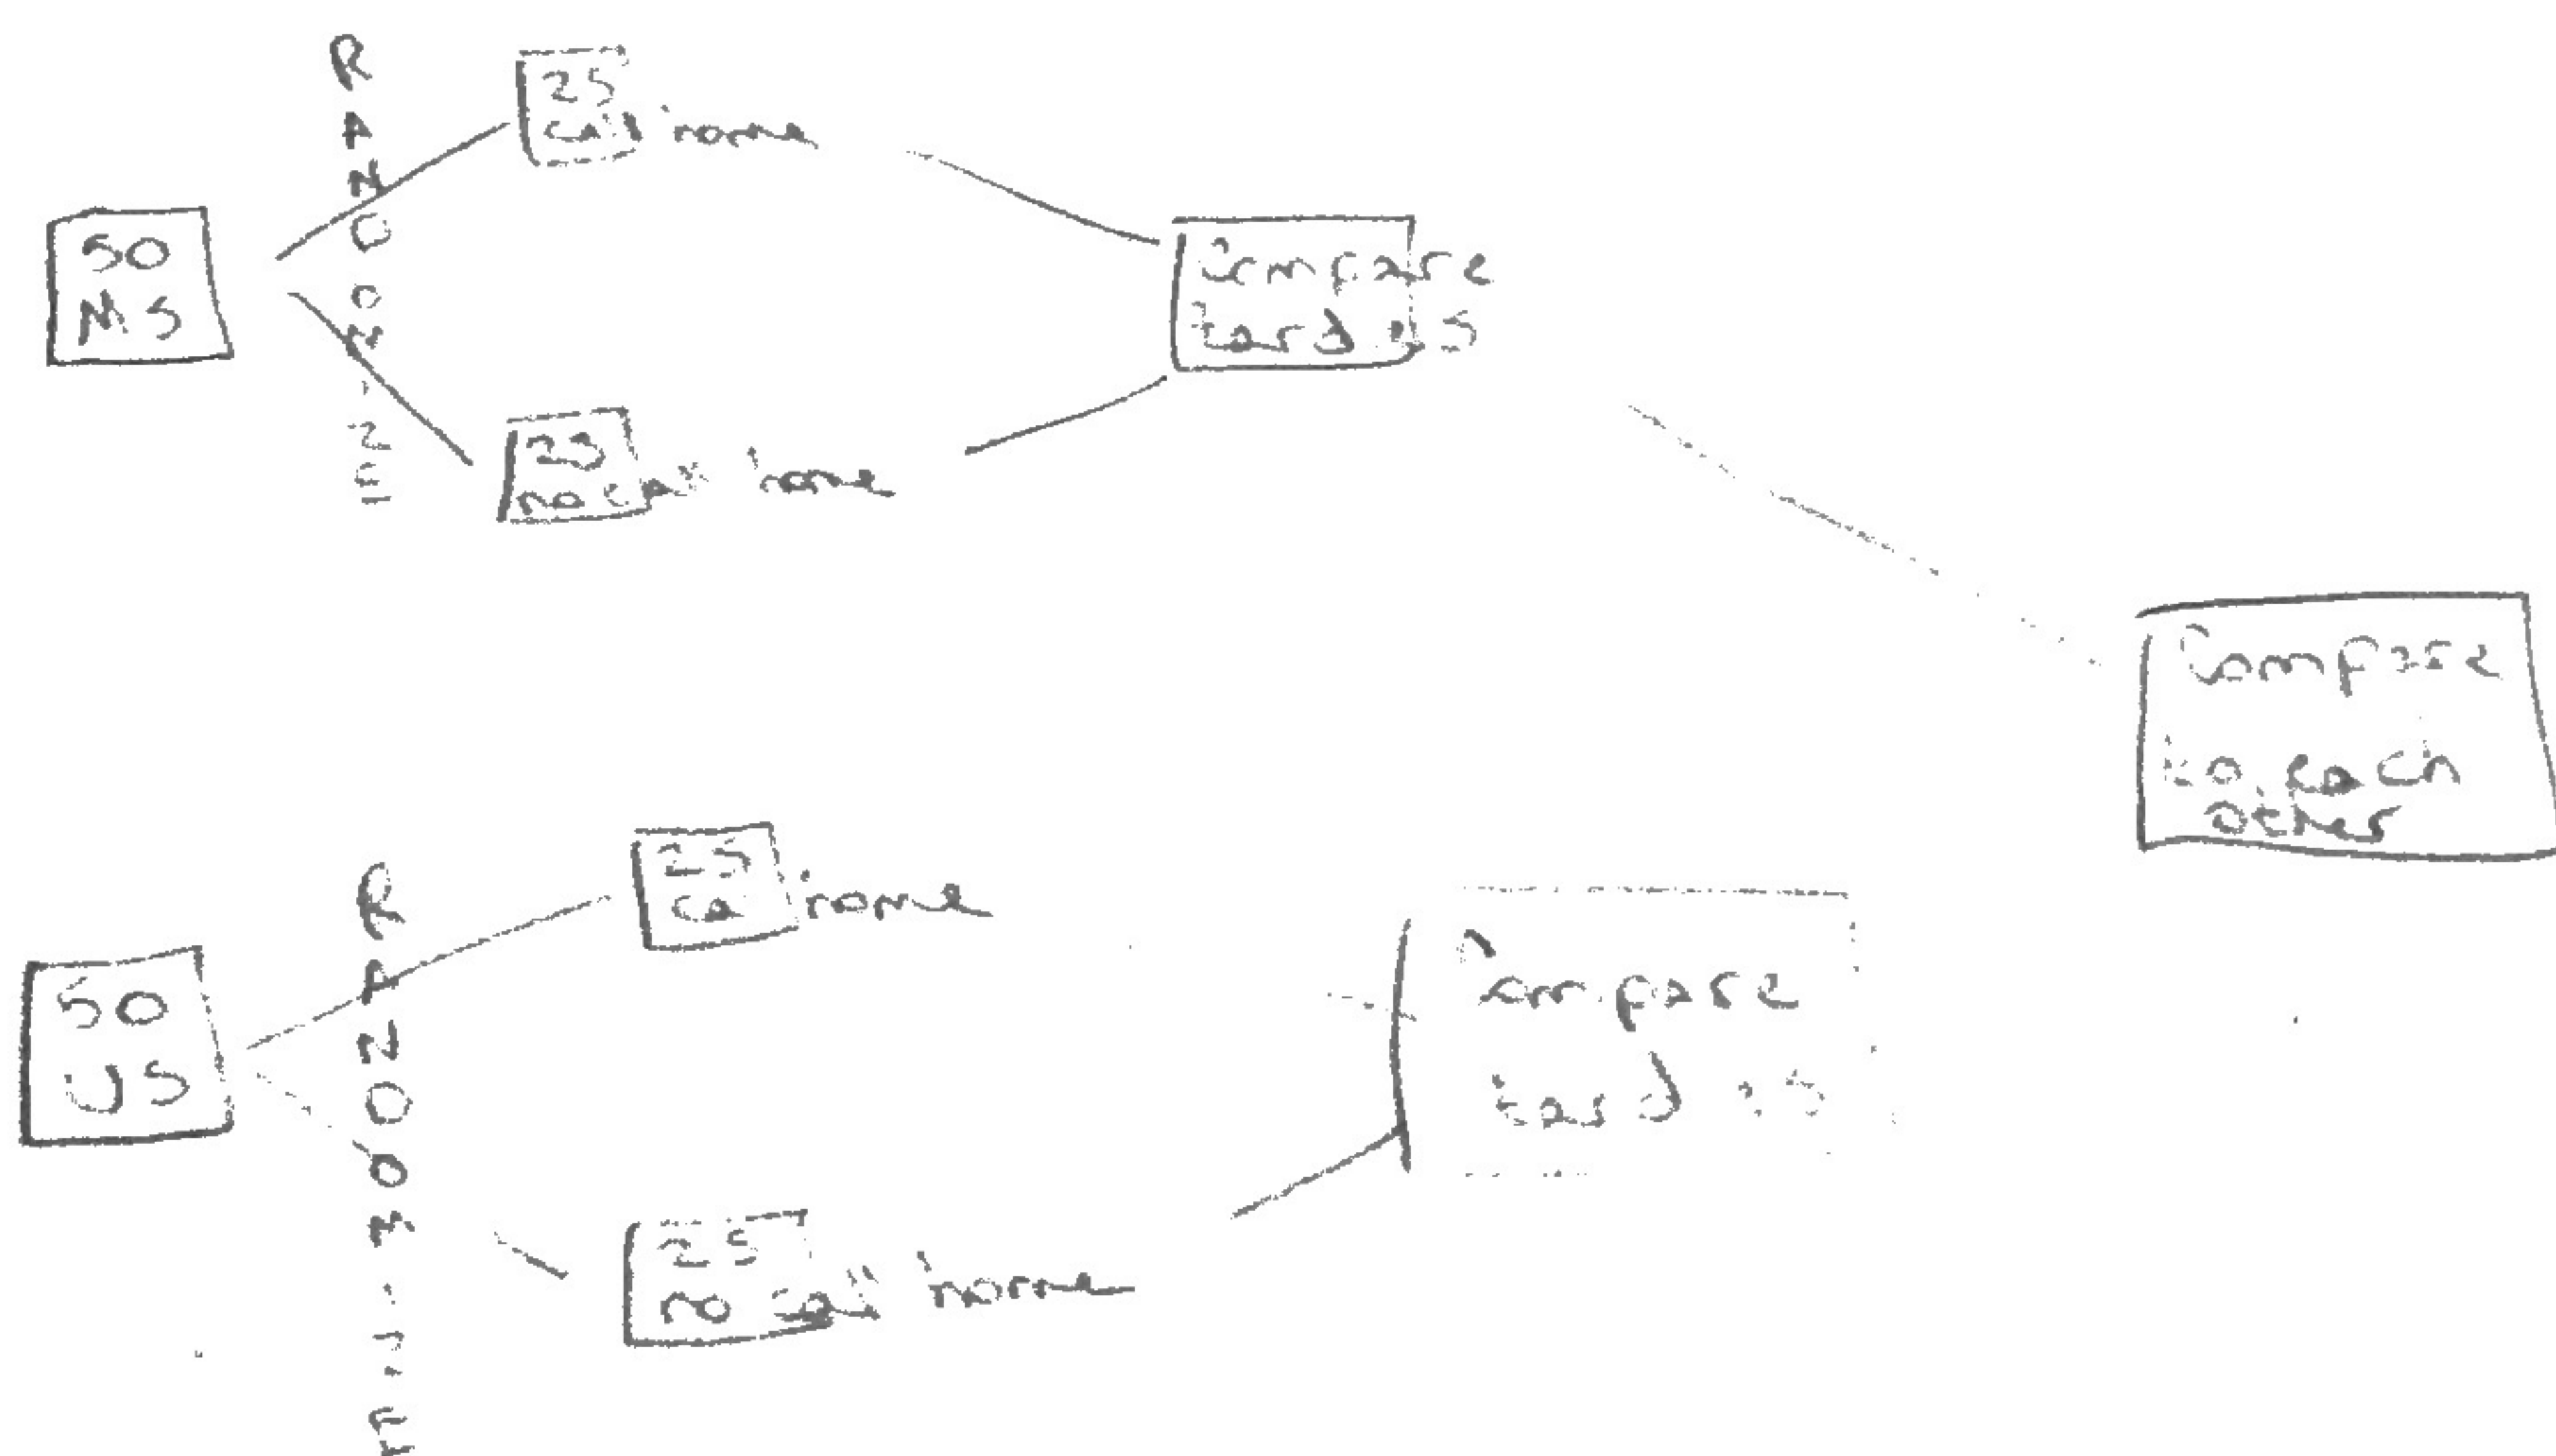 RANDOMIZE
50
MS
25
call home
25
no call home
Compare
tardies
RANDOMIZE
50
US
25
call home
25
no call home
Compare
tardies
Compare
to each
other